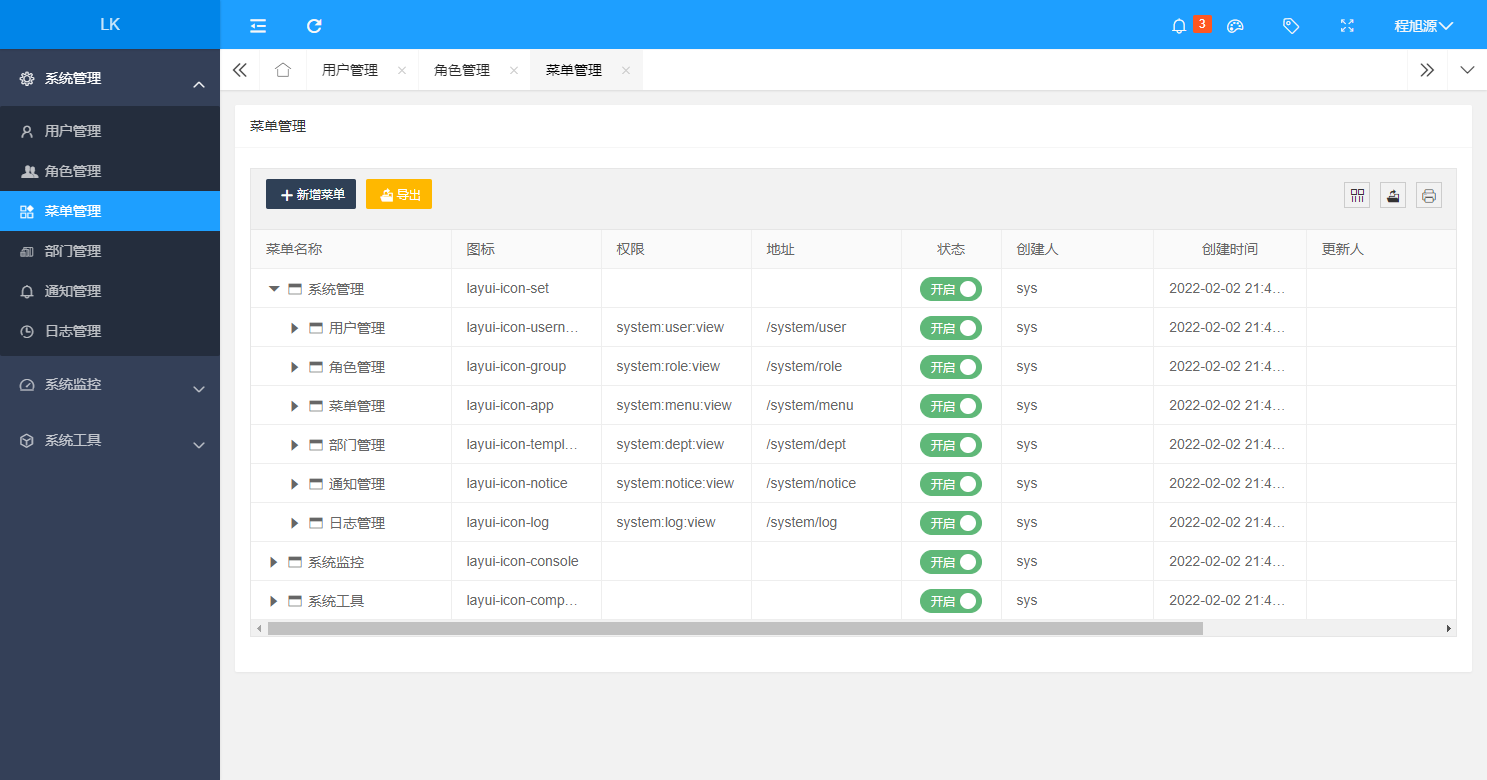 LK
3
程旭源
系统管理
用户管理
角色管理
菜单管理
部门管理
通知管理
日志管理
系统监控
系统工具
用户管理 角色管理 菜单管理
菜单管理
新增菜单 导出
菜单名称 图标 权限 地址 状态 创建人 创建时间 更新人
系统管理 layui-icon-set 开启 sys 2022-02-02 21:4...
用户管理 layui-icon-usern... system:user:view /system/user 开启 sys 2022-02-02 21:4...
角色管理 layui-icon-group system:role:view /system/role 开启 sys 2022-02-02 21:4...
菜单管理 layui-icon-app system:menu:view /system/menu 开启 sys 2022-02-02 21:4...
部门管理 layui-icon-templ... system:dept:view /system/dept 开启 sys 2022-02-02 21:4...
通知管理 layui-icon-notice system:notice:view /system/notice 开启 sys 2022-02-02 21:4...
日志管理 layui-icon-log system:log:view /system/log 开启 sys 2022-02-02 21:4...
系统监控 layui-icon-console 开启 sys 2022-02-02 21:4...
系统工具 layui-icon-comp... 开启 sys 2022-02-02 21:4...